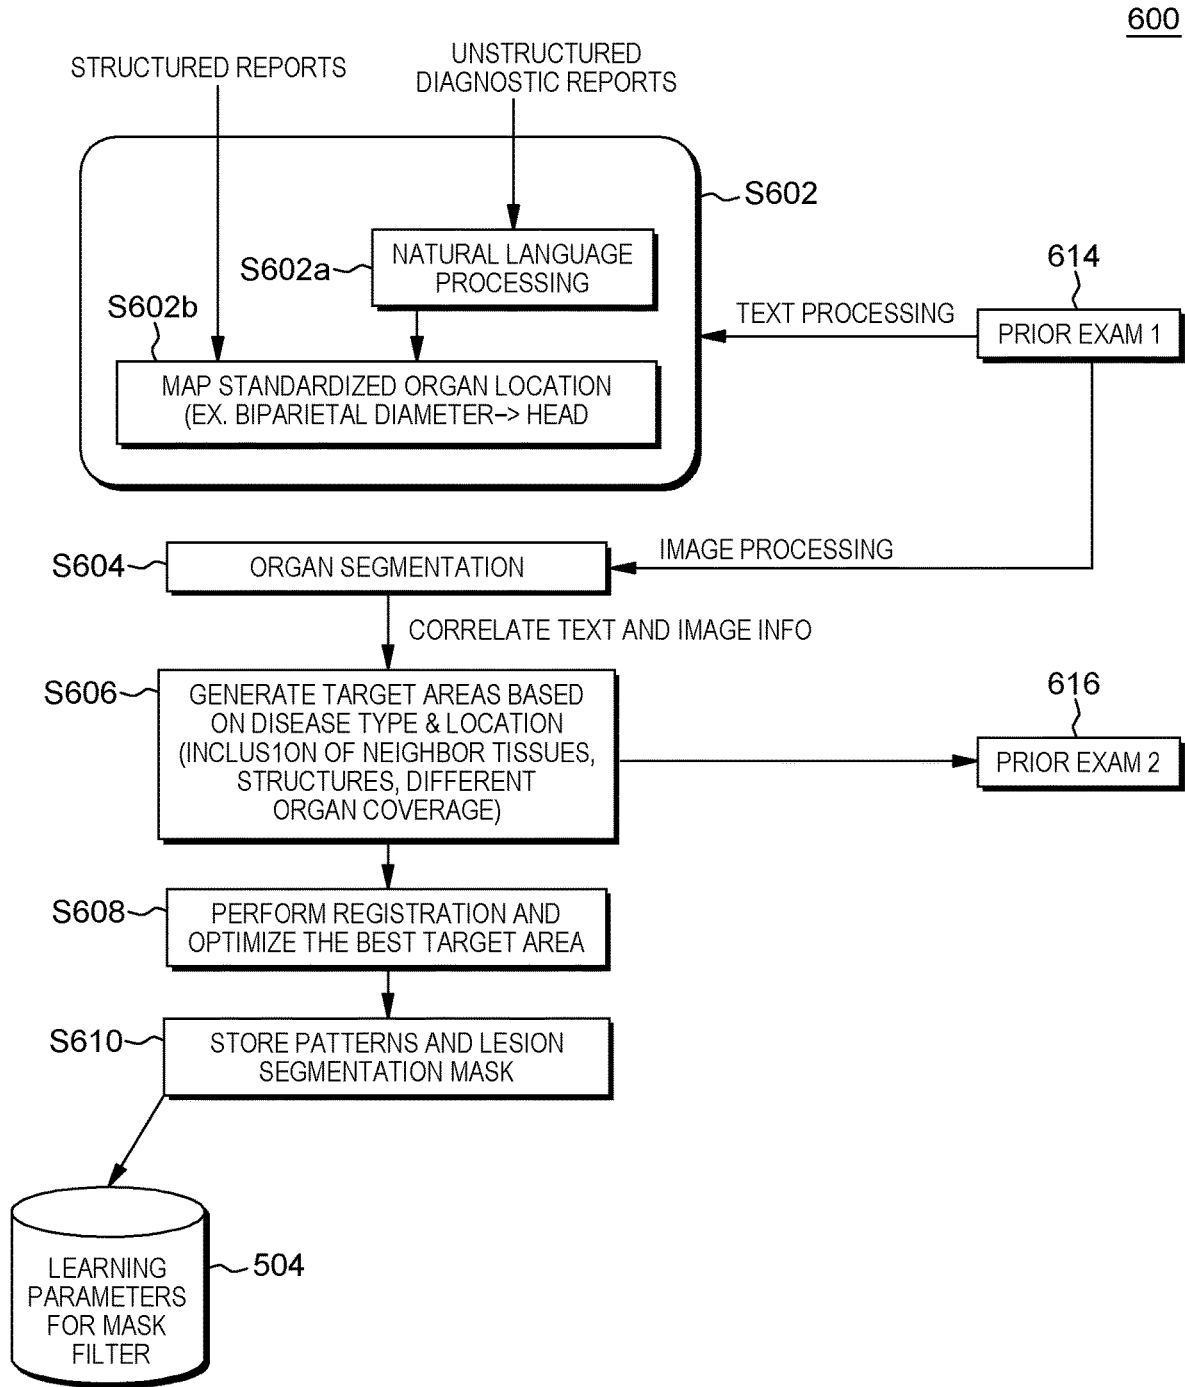 600
STRUCTURED REPORTS
UNSTRUCTURED
DIAGNOSTIC REPORTS
S602
NATURAL LANGUAGE
PROCESSING
S602a
S602b
MAP STANDARDIZED ORGAN LOCATION
(EX. BIPARIETAL DIAMETER–> HEAD
TEXT PROCESSING
614
PRIOR EXAM 1
S604
ORGAN SEGMENTATION
IMAGE PROCESSING
CORRELATE TEXT AND IMAGE INFO
S606
GENERATE TARGET AREAS BASED
ON DISEASE TYPE & LOCATION
(INCLUS1ON OF NEIGHBOR TISSUES,
STRUCTURES, DIFFERENT
ORGAN COVERAGE)
616
PRIOR EXAM 2
S608
PERFORM REGISTRATION AND
OPTIMIZE THE BEST TARGET AREA
S610
STORE PATTERNS AND LESION
SEGMENTATION MASK
LEARNING
PARAMETERS
FOR MASK
FILTER
504